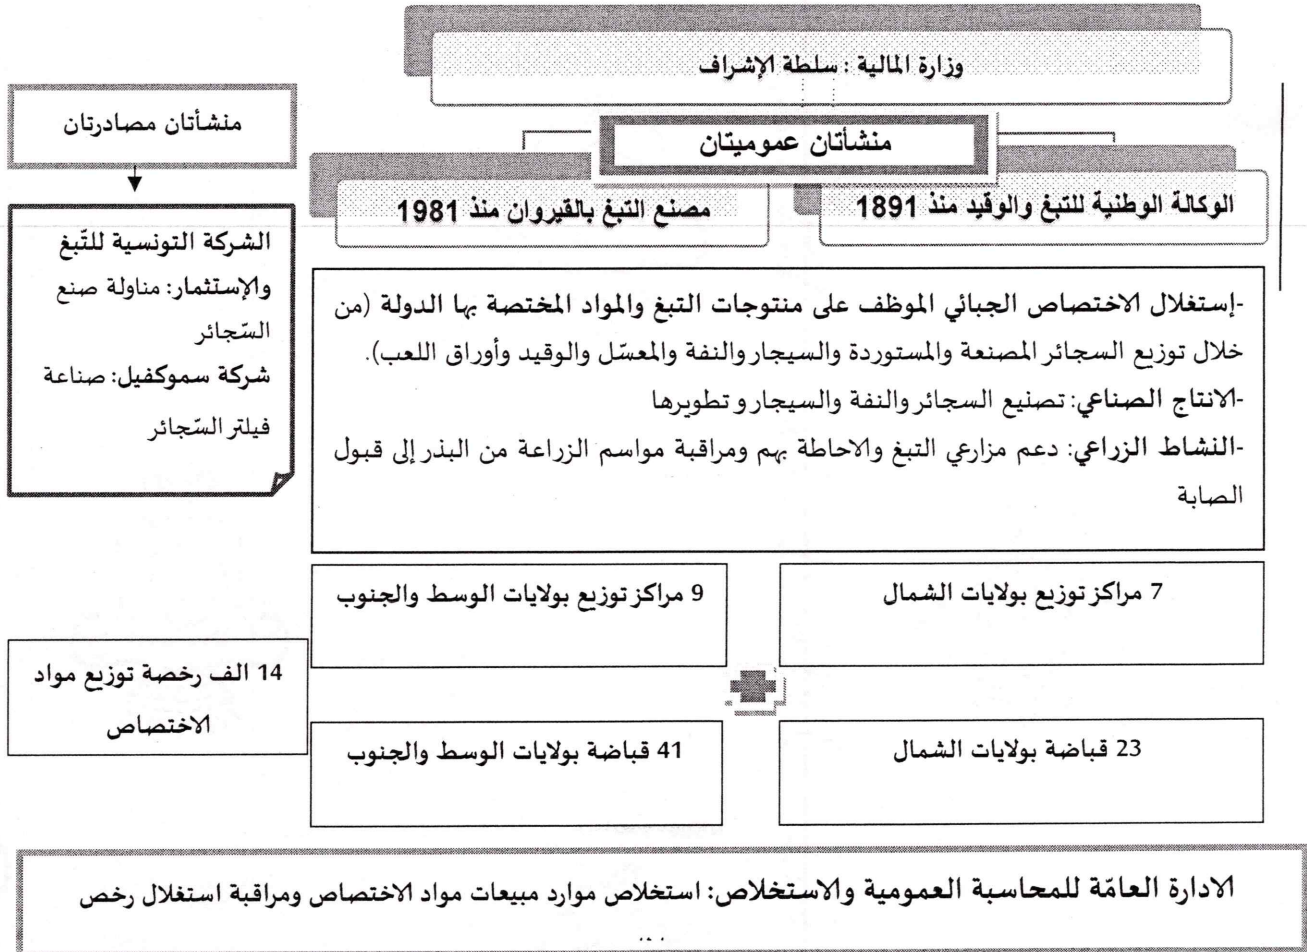 وزارة المالية : سلطة الإشراف
منشأتان عموميتان
الوكالة الوطنية للتبغ والوقيد منذ 1891
مصنع التبغ بالقيروان منذ 1981
منشأتان مصادرتان
الشركة التونسية للتّبغ
والإستثمار: مناولة صنع
السّجائر
شركة سموكفيل: صناعة
فيلتر السّجائر
-إستغلال الاختصاص الجبائي الموظف على منتوجات التبغ والمواد المختصة بها الدولة (من
خلال توزيع السجائر المصنعة والمستوردة والسيجار والنفة والمعسّل والوقيد وأوراق اللعب).
-الانتاج الصناعي: تصنيع السجائر والنفة والسيجار و تطويرها
-النشاط الزراعي: دعم مزارعي التبغ والاحاطة بهم ومراقبة مواسم الزراعة من البذر إلى قبول
الصابة
7 مراكز توزيع بولايات الشمال
9 مراكز توزيع بولايات الوسط والجنوب
14 الف رخصة توزيع مواد
الاختصاص
23 قباضة بولايات الشمال
41 قباضة بولايات الوسط والجنوب
الادارة العامّة للمحاسبة العمومية والاستخلاص: استخلاص موارد مبيعات مواد الاختصاص ومراقبة استغلال رخص